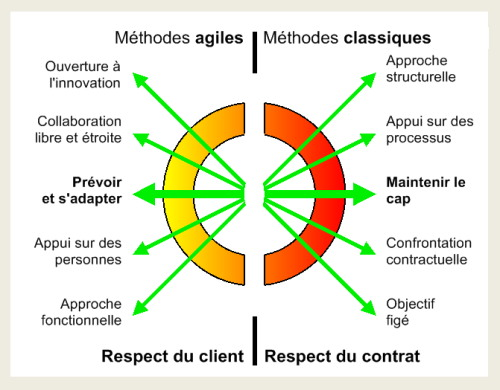 Méthodes agiles
Méthodes classiques
Ouverture à
l'innovation
Approche
structurelle
Collaboration
libre et étroite
Appui sur des
processus
Prévoir
et s'adapter
Maintenir le
cap
Appui sur des
personnes
Confrontation
contractuelle
Approche
fonctionnelle
Objectif
figé
Respect du client
Respect du contrat